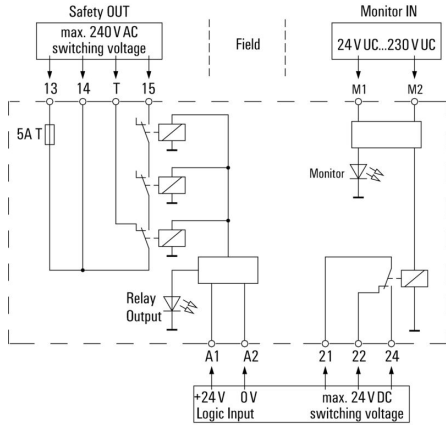 Safety OUT
Monitor IN
max. 240 V AC
switching voltage
Field
24 V UC...230 V UC
13 14 T 15
M1 M2
5A T
Monitor
Relay
Output
A1 A2 21 22 24
+24 V 0 V
Logic Input
max. 24 V DC
switching voltage